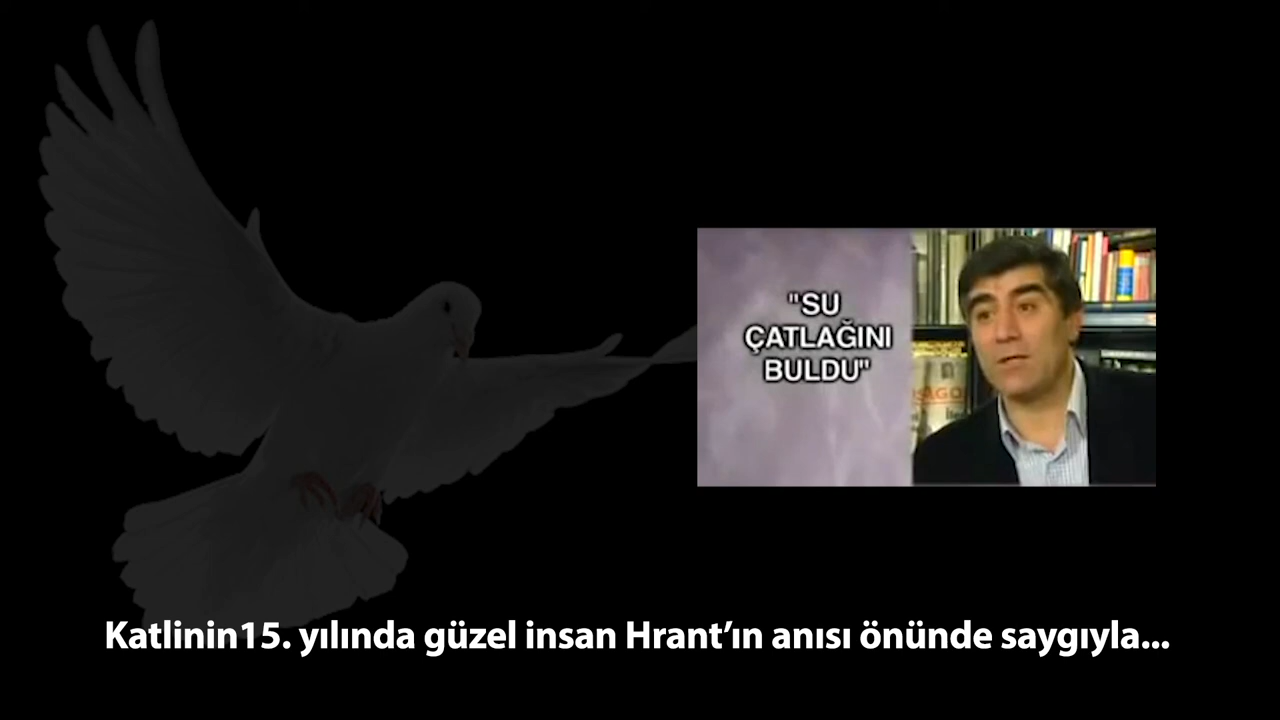 "SU
ÇATLAĞINI
BULDU"
Katlinin15. yılında güzel insan Hrant’ın anısı önünde saygıyla...